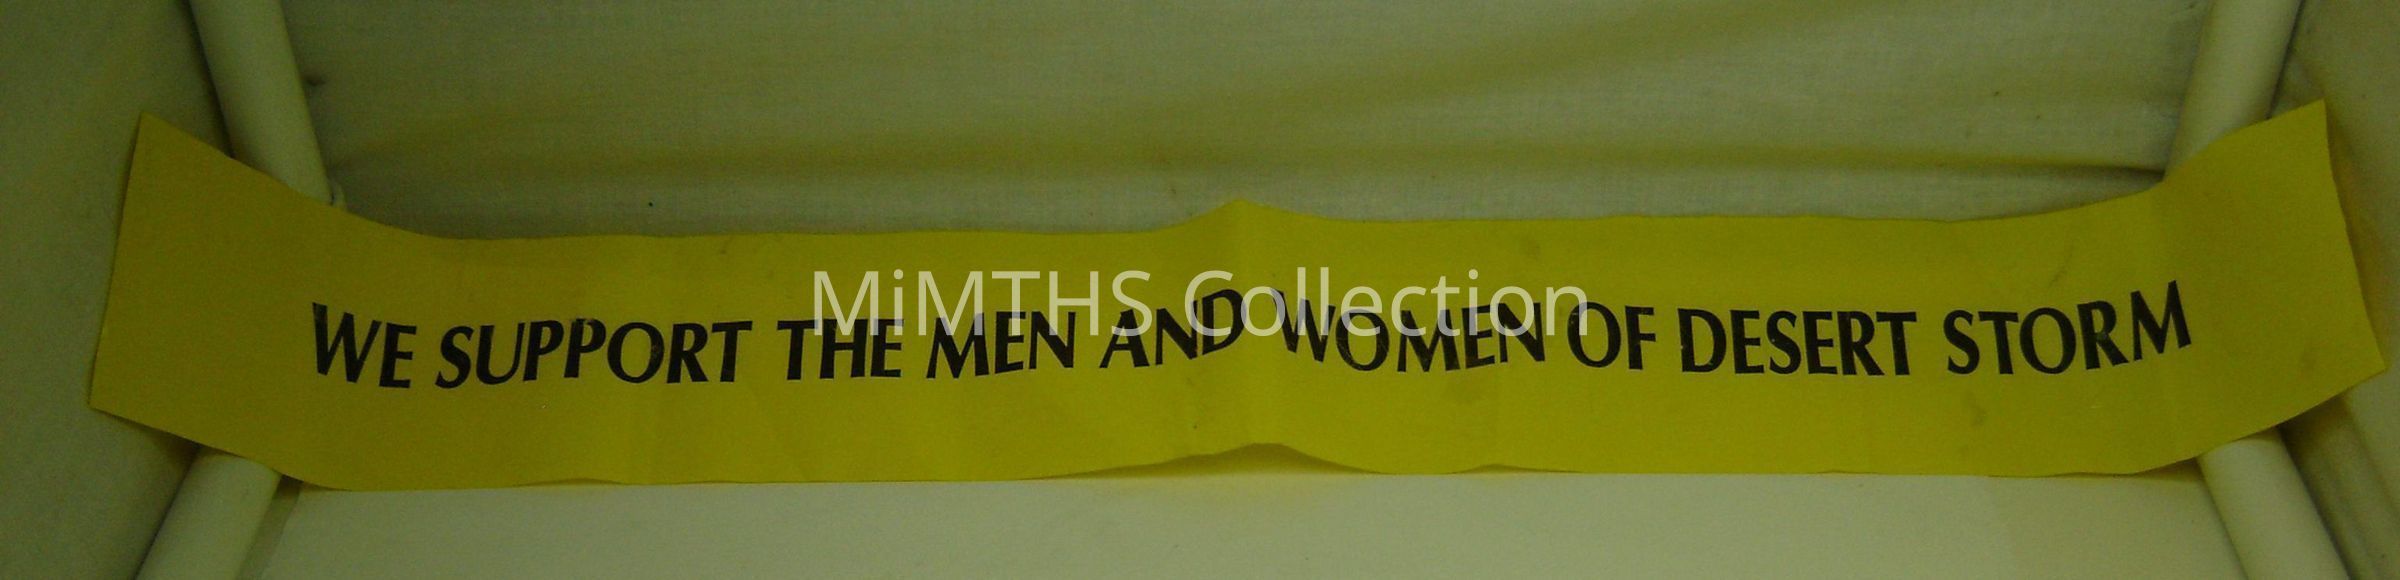 MiMTHS Collection
WE SUPPORT THE MEN AND WOMEN OF DESERT STORM